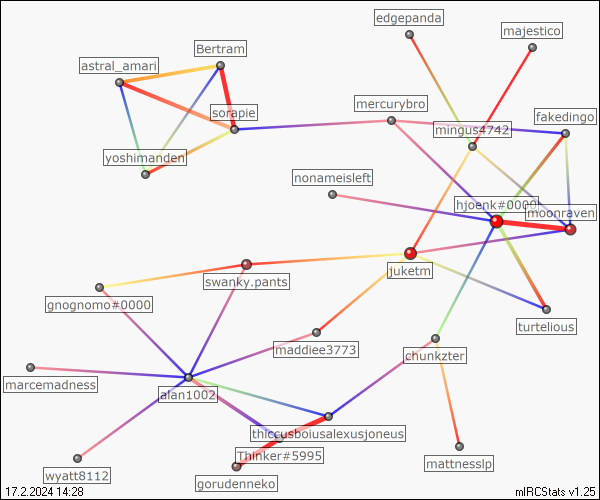 edgepanda
majestico
Bertram
astral_amari
mercurybro
sorapie
fakedingo
mingus4742
yoshimanden
nonameisleft
hjoenk#0000
moonraven
juketm
swanky.pants
gnognomo#0000
turtelious
maddiee3773
chunkzter
marcemadness
alan1002
thiccusboiusalexusjoneus
Thinker#5995
mattnesslp
wyatt8112
gorudenneko
17.2.2024 14:28
mIRCStats v1.25